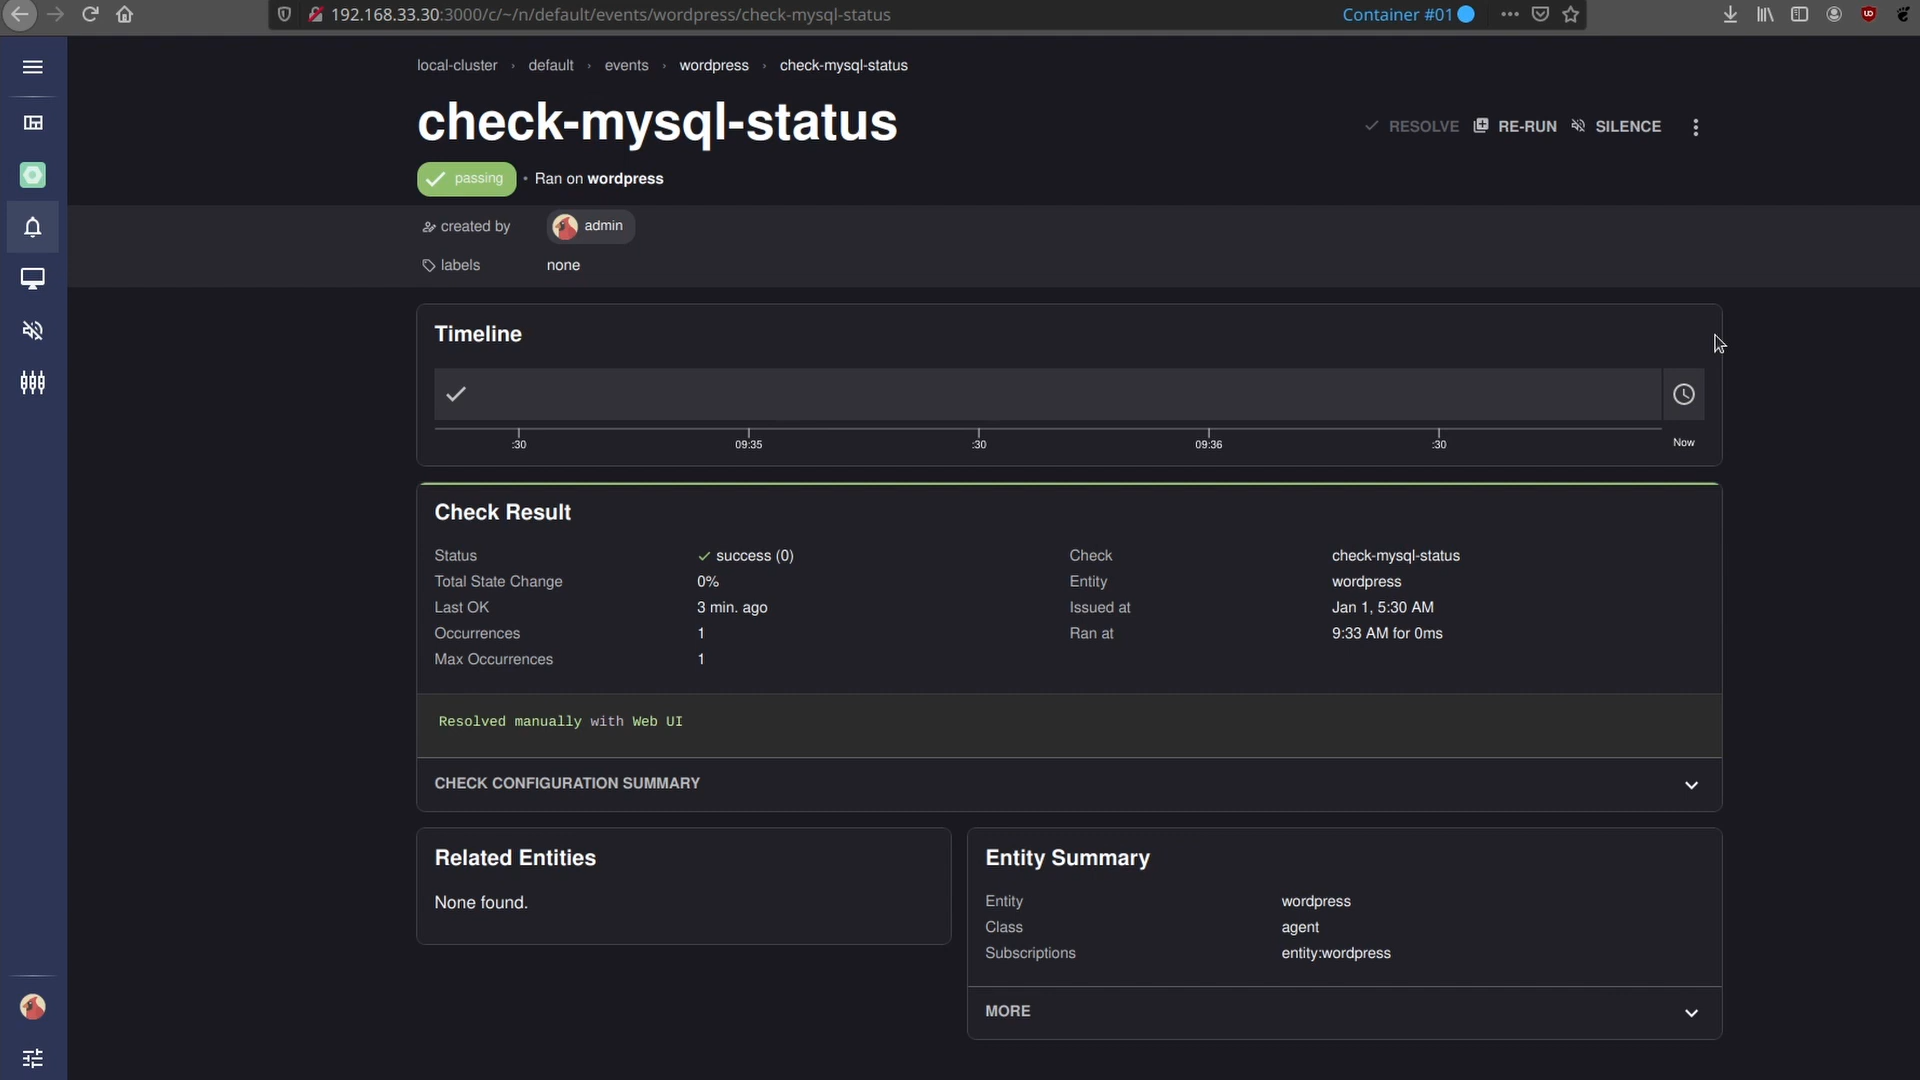 192.168.33.30:3000/c/~/n/default/events/wordpress/check-mysql-status
Container #01
local-cluster › default › events › wordpress › check-mysql-status
check-mysql-status
RESOLVE RE-RUN SILENCE
passing • Ran on wordpress
created by admin
labels none
Timeline
:30 09:35 :30 09:36 :30 Now
Check Result
Status success (0)
Total State Change 0%
Last OK 3 min. ago
Occurrences 1
Max Occurrences 1
Check check-mysql-status
Entity wordpress
Issued at Jan 1, 5:30 AM
Ran at 9:33 AM for 0ms
Resolved manually with Web UI
CHECK CONFIGURATION SUMMARY
Related Entities
None found.
Entity Summary
Entity wordpress
Class agent
Subscriptions entity:wordpress
MORE